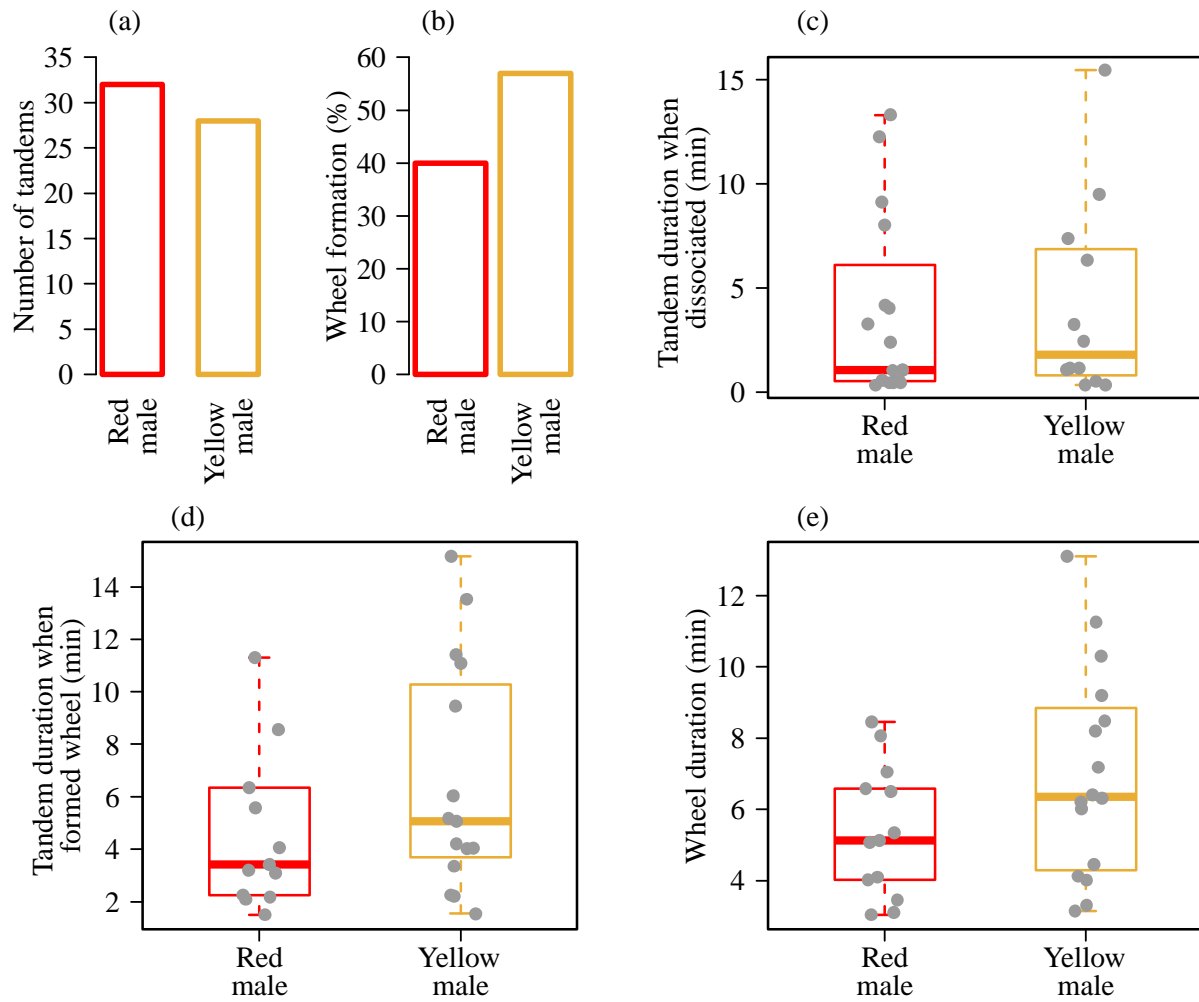 (a)
35
30
25
20
15
10
5
0
Number of tandems
Red
male
Yellow
male
(b)
60
50
40
30
20
10
0
Wheel formation (%)
Red
male
Yellow
male
(c)
15
10
5
0
Tandem duration when
dissociated (min)
Red
male
Yellow
male
(d)
14
12
10
8
6
4
2
Tandem duration when
formed wheel (min)
Red
male
Yellow
male
(e)
12
10
8
6
4
Wheel duration (min)
Red
male
Yellow
male